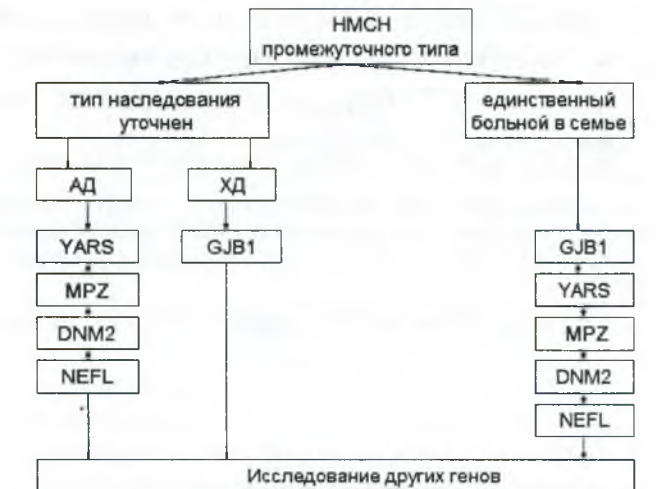 НМСН
промежуточного типа
тип наследования
уточнен
единственный
больной в семье
АД
ХД
YARS
GJB1
GJB1
MPZ
YARS
DNM2
MPZ
NEFL
DNM2
NEFL
Исследование других генов